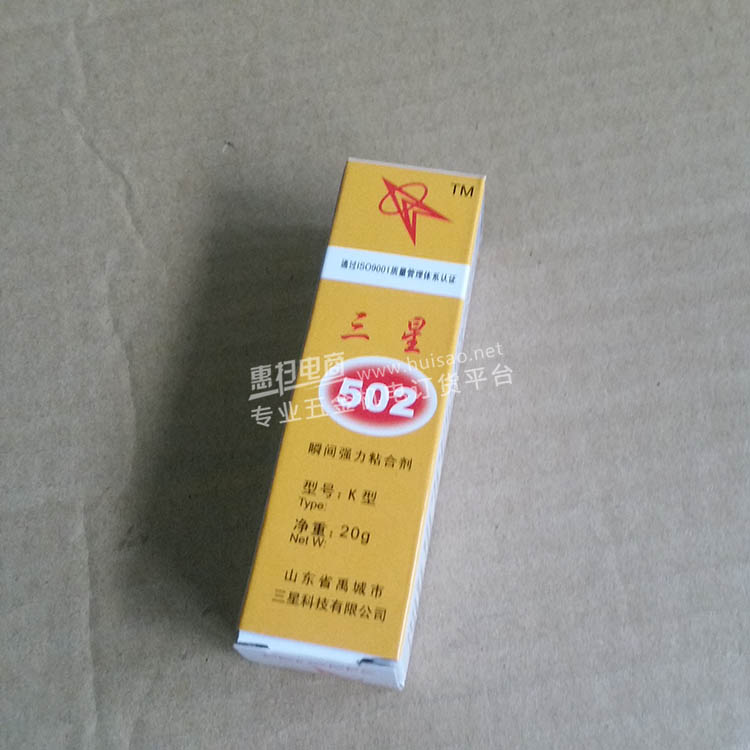 TM
通过ISO9001质量管理体系认证
三星
惠扫电商 www.huisao.net
502
专业五金机电订货平台
瞬间强力粘合剂
型号：K型
Type:
净重：20g
Net W:
山东省禹城市
三星科技有限公司